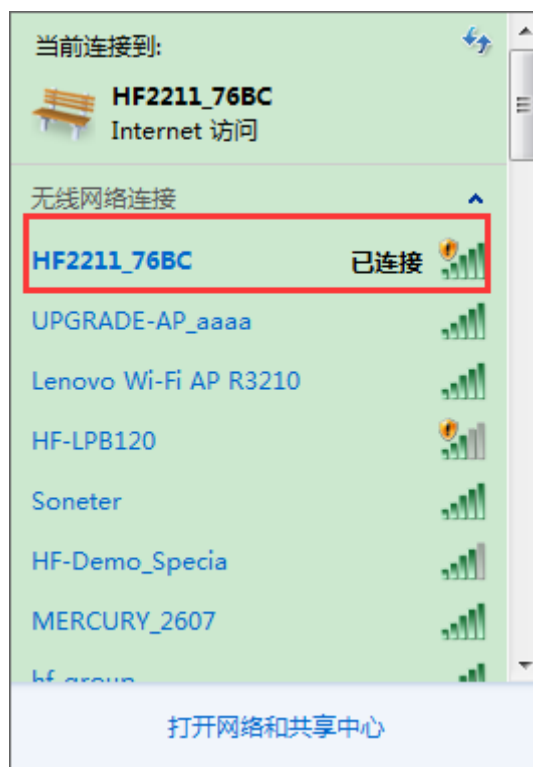 当前连接到:
HF2211_76BC
Internet 访问
无线网络连接
HF2211_76BC 已连接
UPGRADE-AP_aaaa
Lenovo Wi-Fi AP R3210
HF-LPB120
Soneter
HF-Demo_Specia
MERCURY_2607
打开网络和共享中心